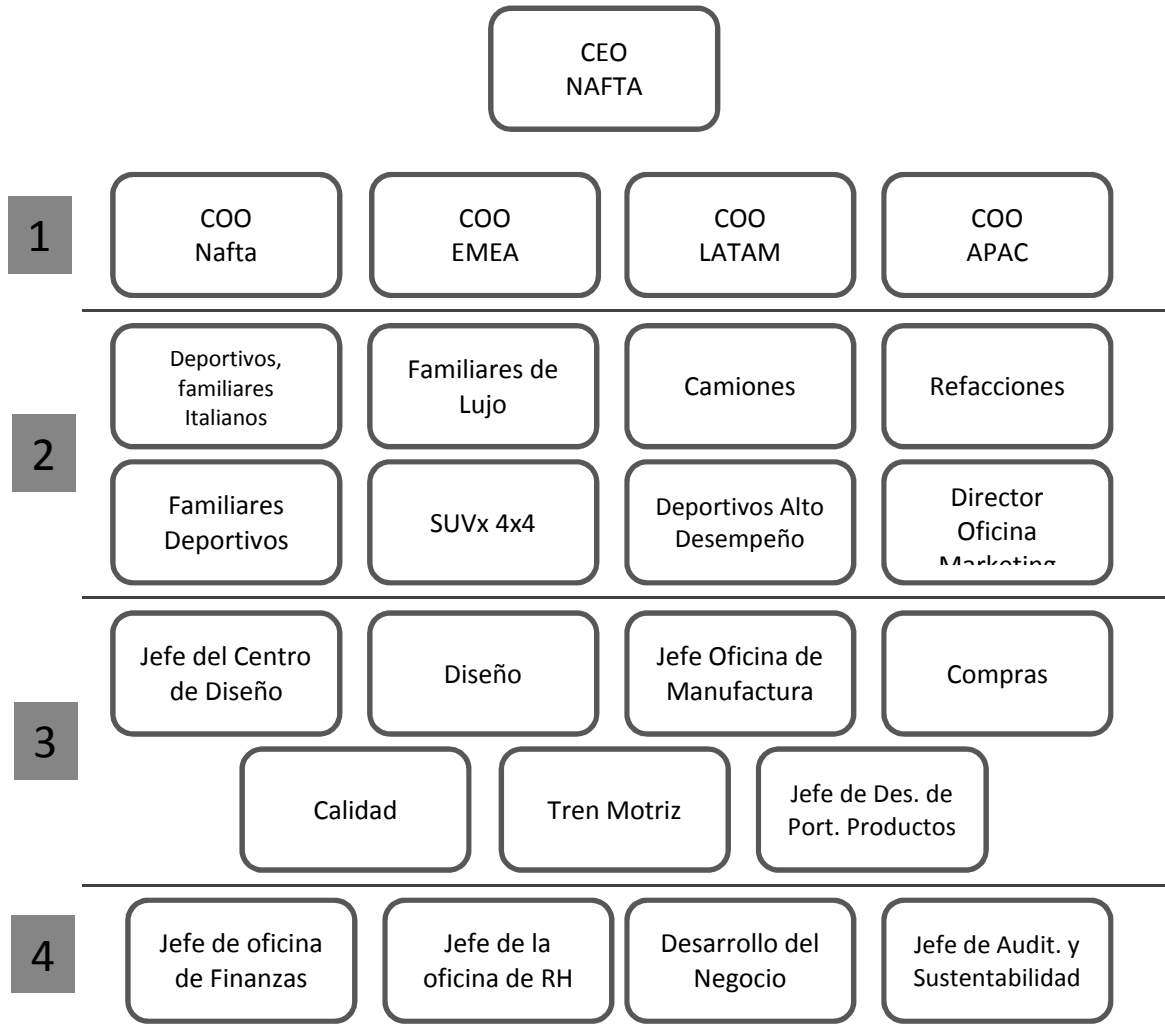 CEO
NAFTA
1
COO
Nafta
COO
EMEA
COO
LATAM
COO
APAC
2
Deportivos,
familiares
Italianos
Familiares de
Lujo
Camiones
Refacciones
Familiares
Deportivos
SUVx 4x4
Deportivos Alto
Desempeño
Director
Oficina
Marketing
3
Jefe del Centro
de Diseño
Diseño
Jefe Oficina de
Manufactura
Compras
Calidad
Tren Motriz
Jefe de Des. de
Port. Productos
4
Jefe de oficina
de Finanzas
Jefe de la
oficina de RH
Desarrollo del
Negocio
Jefe de Audit. y
Sustentabilidad